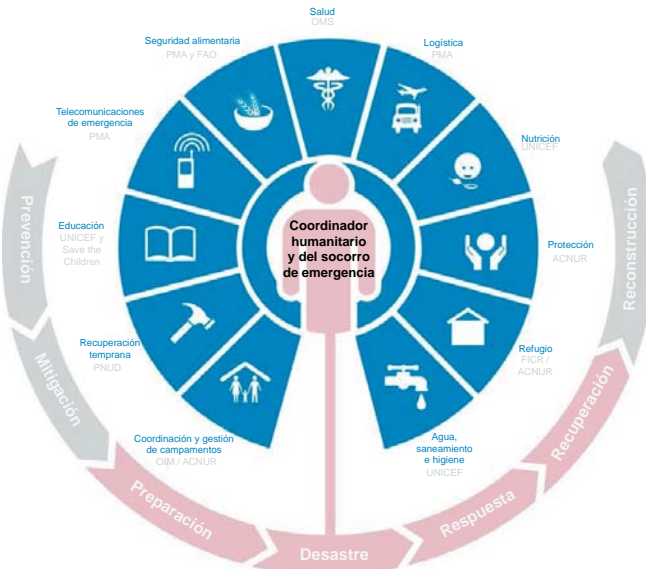 Salud
OMS
Logística
PMA
Nutrición
UNICEF
Protección
ACNUR
Refugio
FICR /
ACNUR
Agua,
saneamiento
e higiene
UNICEF
Coordinación y gestión
de campamentos
OIM / ACNUR
Recuperación
temprana
PNUD
Educación
UNICEF y
Save the
Children
Telecomunicaciones
de emergencia
PMA
Seguridad alimentaria
PMA y FAO
Coordinador
humanitario
y del socorro
de emergencia
Prevención
Mitigación
Preparación
Desastre
Respuesta
Recuperación
Reconstrucción